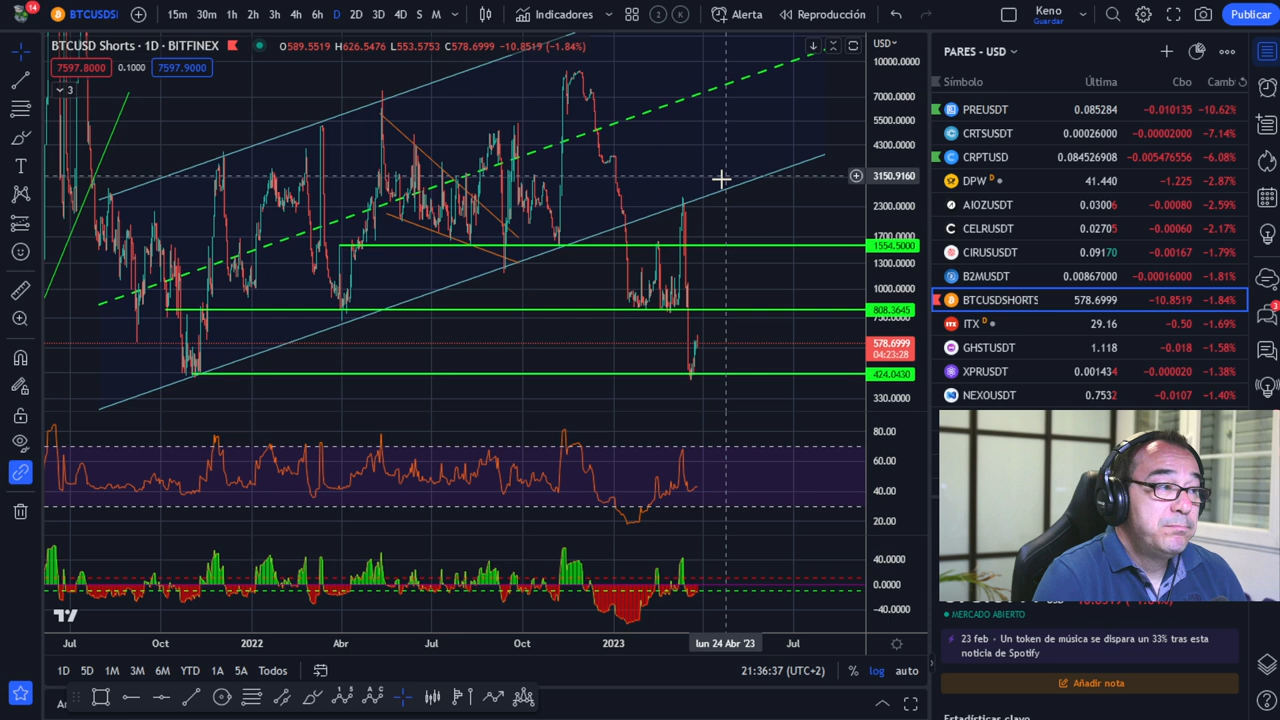 14
BTCUSDSI
15m 30m 1h 2h 3h 4h 6h D 2D 3D 4D S M
Indicadores
2 K
Alerta
Reproducción
Keno
Guardar
Publicar
BTCUSD Shorts · 1D · BITFINEX
O589.5519 H626.5476 L553.5753 C578.6999 -10.8519 (-1.84%)
USD
7597.8000 0.1000 7597.9000
3
10000.0000
7000.0000
5500.0000
4300.0000
3150.9160
2300.0000
1700.0000
1554.5000
1300.0000
1000.0000
808.3645
750.0000
578.6999
04:23:28
424.0430
330.0000
80.00
60.00
40.00
20.00
40.0000
0.0000
-40.0000
Jul Oct 2022 Abr Jul Oct 2023 lun 24 Abr '23 Jul
1D 5D 1M 3M 6M YTD 1A 5A Todos
21:36:37 (UTC+2) % log auto
PARES - USD
Símbolo Última Cbo Camb
PREUSDT 0.085284 -0.010135 -10.62%
CRTSUSDT 0.00026000 -0.00002000 -7.14%
CRPTUSD 0.084526908 -0.005476556 -6.08%
DPW D 41.440 -1.225 -2.87%
AIOZUSDT 0.0300 -0.00080 -2.59%
CELRUSDT 0.02705 -0.00060 -2.17%
CIRUSUSDT 0.09170 -0.00167 -1.79%
B2MUSDT 0.00867000 -0.00016000 -1.81%
BTCUSDSHORTS 578.6999 -10.8519 -1.84%
ITX D 29.16 -0.50 -1.69%
GHSTUSDT 1.118 -0.018 -1.58%
XPRUSDT 0.001434 -0.000020 -1.38%
NEXOUSDT 0.7532 -0.0107 -1.40%
MERCADO ABIERTO
23 feb · Un token de música se dispara un 33% tras esta
noticia de Spotify
Añadir nota